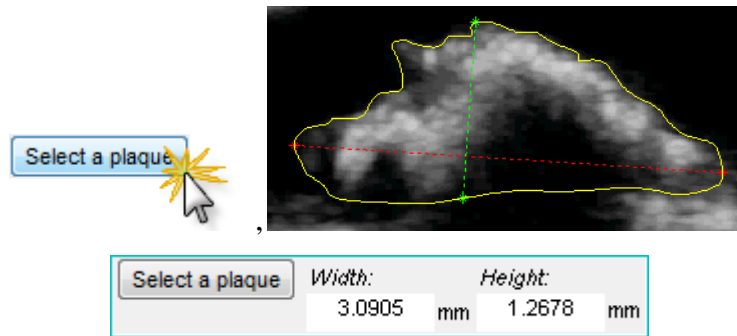 Select a plaque
,
Select a plaque Width: Height:
3.0905 mm 1.2678 mm